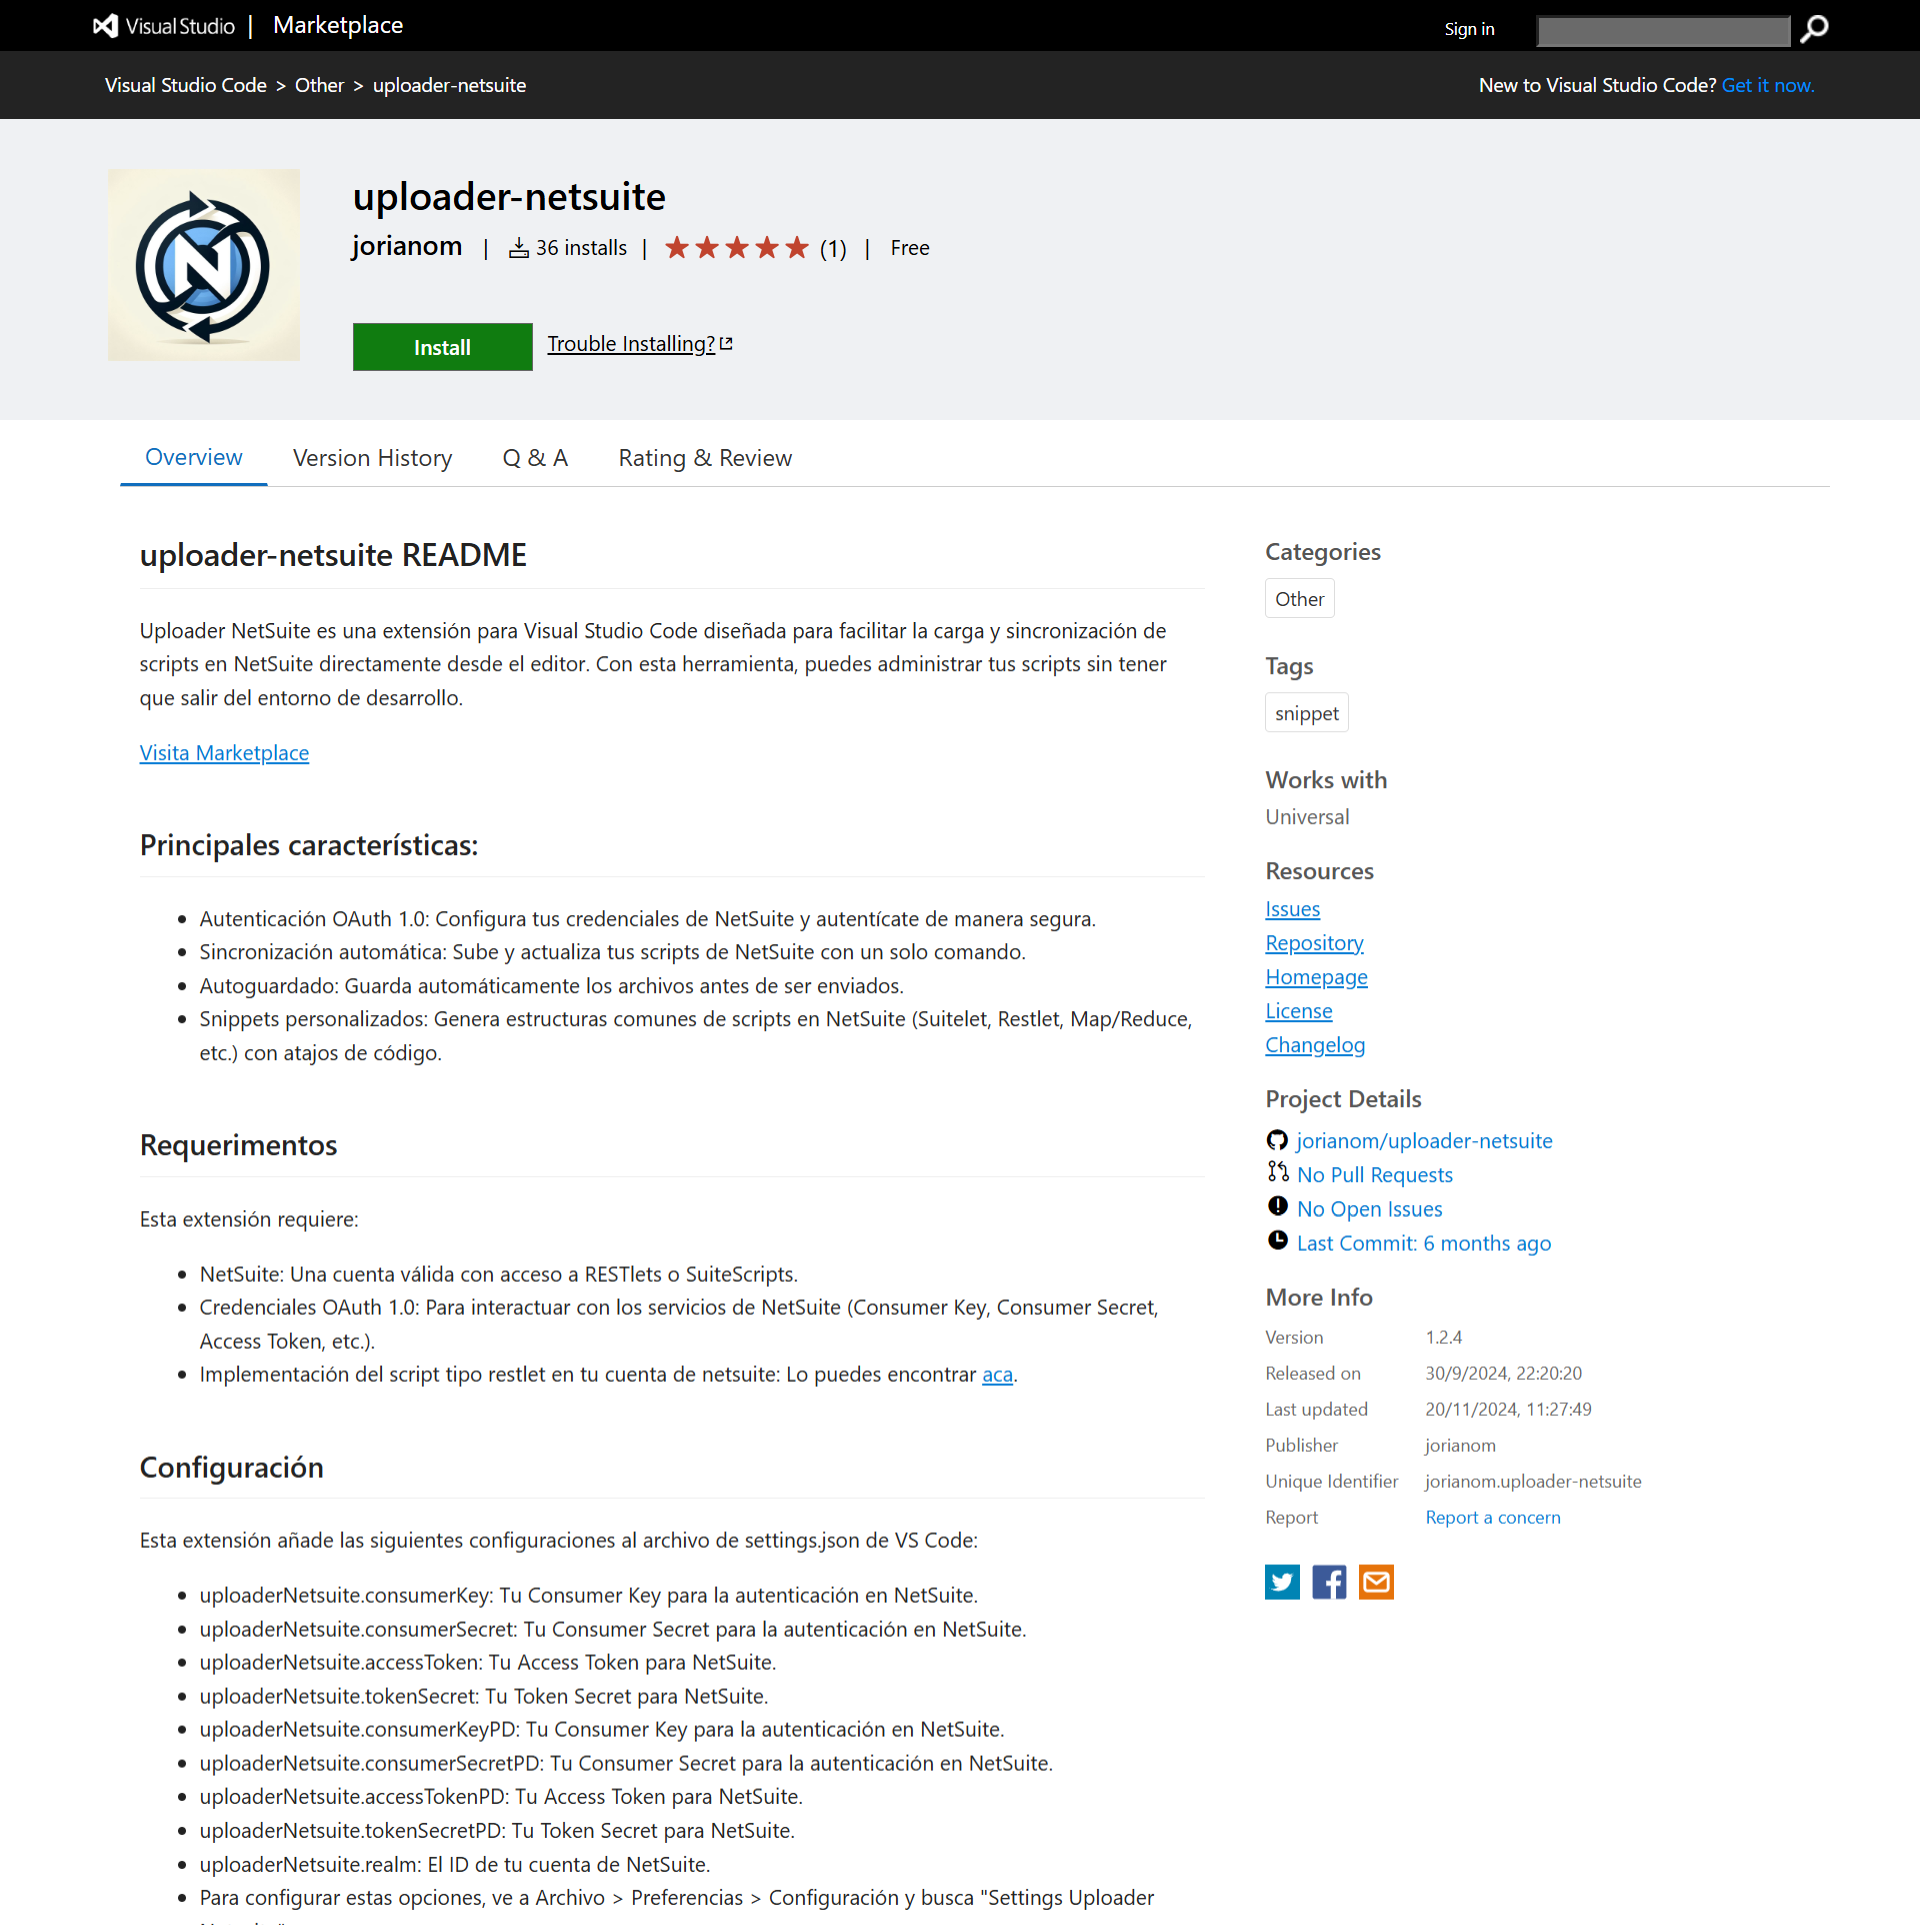 Visual Studio | Marketplace
Sign in
Visual Studio Code > Other > uploader-netsuite
New to Visual Studio Code? Get it now.
N
uploader-netsuite
jorianom | 36 installs | (1) | Free
Install
Trouble Installing?
Overview
Version History
Q & A
Rating & Review
uploader-netsuite README
Uploader NetSuite es una extensión para Visual Studio Code diseñada para facilitar la carga y sincronización de
scripts en NetSuite directamente desde el editor. Con esta herramienta, puedes administrar tus scripts sin tener
que salir del entorno de desarrollo.
Visita Marketplace
Principales características:
• Autenticación OAuth 1.0: Configura tus credenciales de NetSuite y autentícate de manera segura.
• Sincronización automática: Sube y actualiza tus scripts de NetSuite con un solo comando.
• Autoguardado: Guarda automáticamente los archivos antes de ser enviados.
• Snippets personalizados: Genera estructuras comunes de scripts en NetSuite (Suitelet, Restlet, Map/Reduce,
etc.) con atajos de código.
Requerimentos
Esta extensión requiere:
• NetSuite: Una cuenta válida con acceso a RESTlets o SuiteScripts.
• Credenciales OAuth 1.0: Para interactuar con los servicios de NetSuite (Consumer Key, Consumer Secret,
Access Token, etc.).
• Implementación del script tipo restlet en tu cuenta de netsuite: Lo puedes encontrar aca.
Configuración
Esta extensión añade las siguientes configuraciones al archivo de settings.json de VS Code:
• uploaderNetsuite.consumerKey: Tu Consumer Key para la autenticación en NetSuite.
• uploaderNetsuite.consumerSecret: Tu Consumer Secret para la autenticación en NetSuite.
• uploaderNetsuite.accessToken: Tu Access Token para NetSuite.
• uploaderNetsuite.tokenSecret: Tu Token Secret para NetSuite.
• uploaderNetsuite.consumerKeyPD: Tu Consumer Key para la autenticación en NetSuite.
• uploaderNetsuite.consumerSecretPD: Tu Consumer Secret para la autenticación en NetSuite.
• uploaderNetsuite.accessTokenPD: Tu Access Token para NetSuite.
• uploaderNetsuite.tokenSecretPD: Tu Token Secret para NetSuite.
• uploaderNetsuite.realm: El ID de tu cuenta de NetSuite.
• Para configurar estas opciones, ve a Archivo > Preferencias > Configuración y busca "Settings Uploader
Categories
Other
Tags
snippet
Works with
Universal
Resources
Issues
Repository
Homepage
License
Changelog
Project Details
jorianom/uploader-netsuite
No Pull Requests
No Open Issues
Last Commit: 6 months ago
More Info
Version 1.2.4
Released on 30/9/2024, 22:20:20
Last updated 20/11/2024, 11:27:49
Publisher jorianom
Unique Identifier jorianom.uploader-netsuite
Report Report a concern